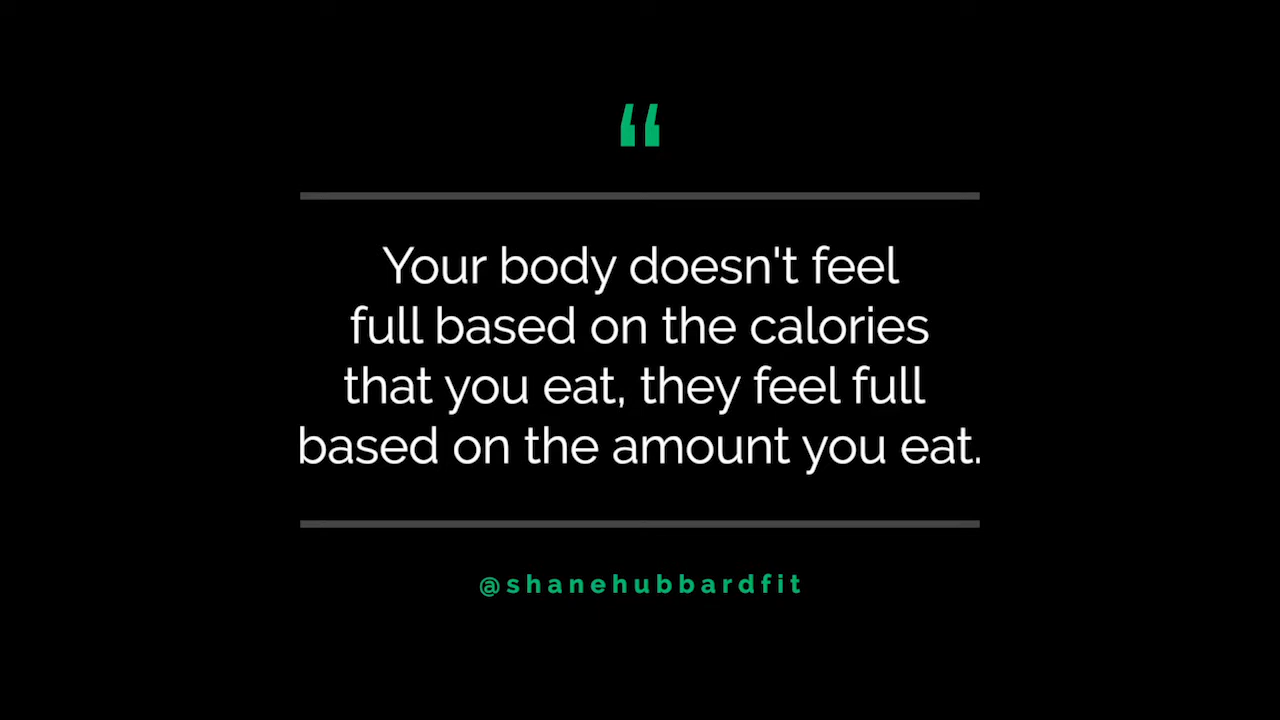 “
Your body doesn't feel
full based on the calories
that you eat, they feel full
based on the amount you eat.
@shanehubbardfit